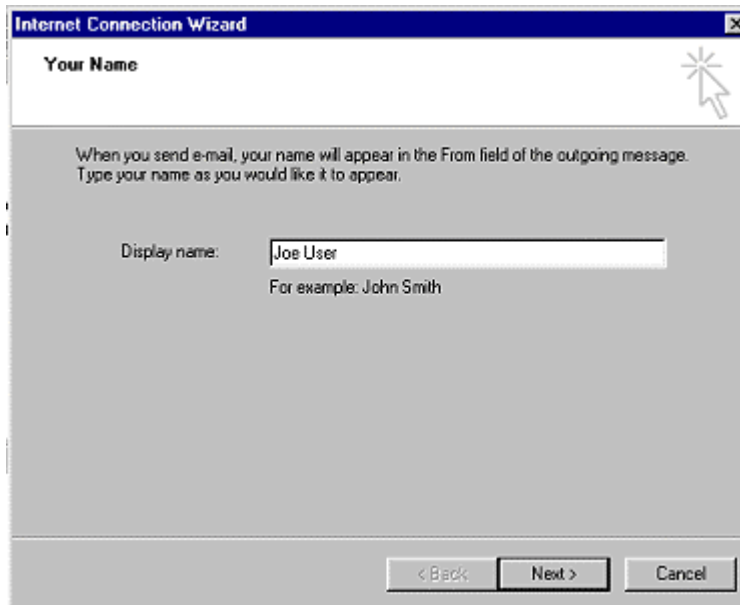 Internet Connection Wizard
Your Name
When you send e-mail, your name will appear in the From field of the outgoing message.
Type your name as you would like it to appear.
Display name: Joe User
For example: John Smith
< Back Next > Cancel